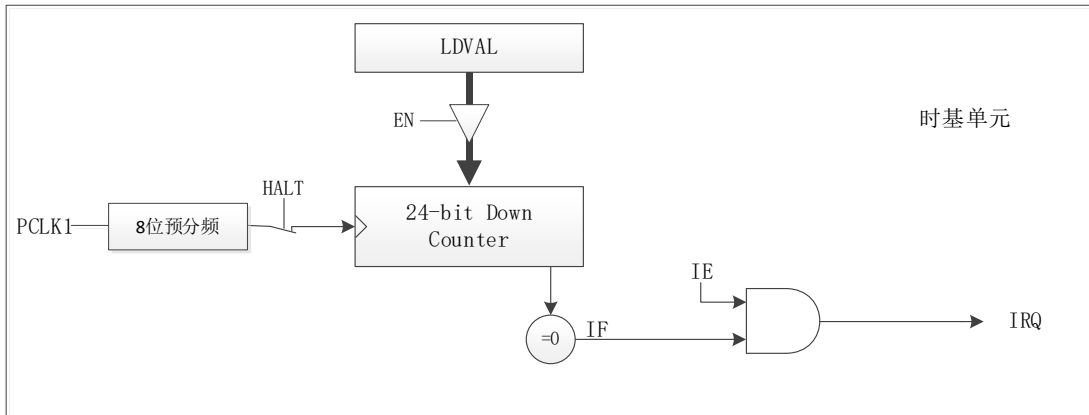 LDVAL
EN
时基单元
HALT
PCLK1
8位预分频
24-bit Down
Counter
IE
=0
IF
IRQ